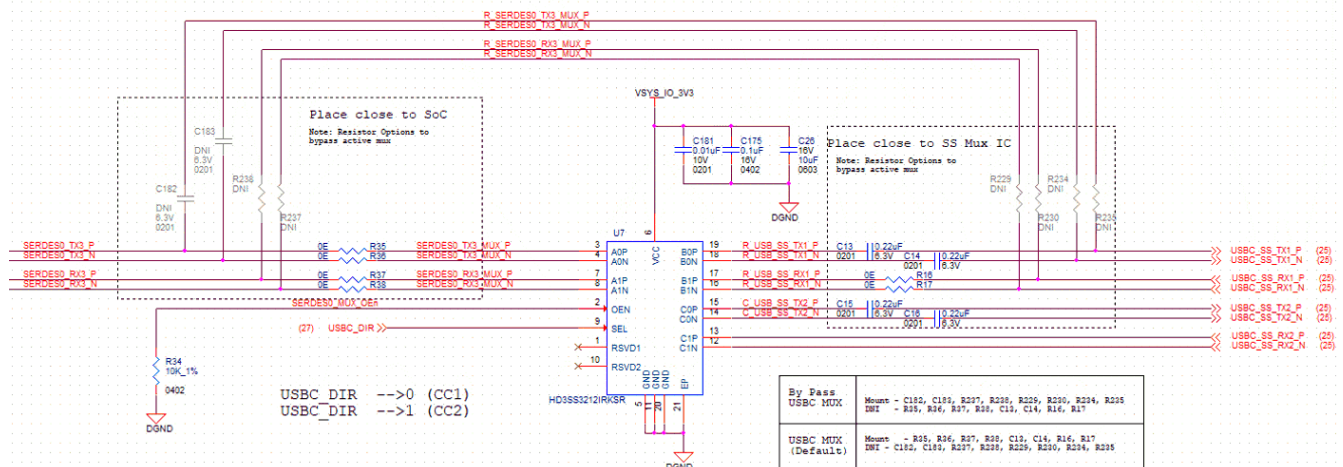 R_SERDES0_TX3_MUX_P
R_SERDES0_TX3_MUX_N
R_SERDES0_RX3_MUX_P
R_SERDES0_RX3_MUX_N
VSYS_IO_3V3
Place close to SoC
Note: Resistor Options to
bypass active mux
C183
DNI
6.3V
0201
C182
DNI
6.3V
0201
R238
DNI
R237
DNI
C181
0.01uF
10V
0201
C175
0.1uF
16V
0402
C26
16V
10uF
0603
DGND
Place close to SS Mux IC
Note: Resistor Options to
bypass active mux
R229
DNI
R230
DNI
R234
DNI
R235
DNI
U7
SERDES0_TX3_P
SERDES0_TX3_N
SERDES0_RX3_P
SERDES0_RX3_N
0E R35
R36
0E R37
0E R38
SERDES0_TX3_MUX_P
SERDES0_TX3_MUX_N
SERDES0_RX3_MUX_P
SERDES0_RX3_MUX_N
SERDES0_MUX_OEn
(27) USBC_DIR
R34
10K_1%
0402
DGND
6
VCC
3 A0P
4 A0N
7 A1P
8 A1N
2 OEN
9 SEL
1 RSVD1
10 RSVD2
B0P 19
B0N 18
B1P 17
B1N 16
C0P 15
C0N 14
C1P 13
C1N 12
GND
GND
GND
EP
5
11
20
21
HD3SS3212IRKSR
DGND
R_USB_SS_TX1_P
R_USB_SS_TX1_N
R_USB_SS_RX1_P
R_USB_SS_RX1_N
C_USB_SS_TX2_P
C_USB_SS_TX2_N
C13 0.22uF
0201 6.3V
C14 0.22uF
0201 6.3V
0E R16
0E R17
C15 0.22uF
0201 6.3V
C16 0.22uF
0201 6.3V
USBC_SS_TX1_P (25)
USBC_SS_TX1_N (25)
USBC_SS_RX1_P (25)
USBC_SS_RX1_N (25)
USBC_SS_TX2_P (25)
USBC_SS_TX2_N (25)
USBC_SS_RX2_P (25)
USBC_SS_RX2_N (25)
USBC_DIR -->0 (CC1)
USBC_DIR -->1 (CC2)
By Pass
USBC MUX
Mount - C182, C183, R237, R238, R229, R230, R234, R235
DNI - R35, R36, R37, R38, C13, C14, R16, R17
USBC MUX
(Default)
Mount - R35, R36, R37, R38, C13, C14, R16, R17
DNI - C182, C183, R237, R238, R229, R230, R234, R235